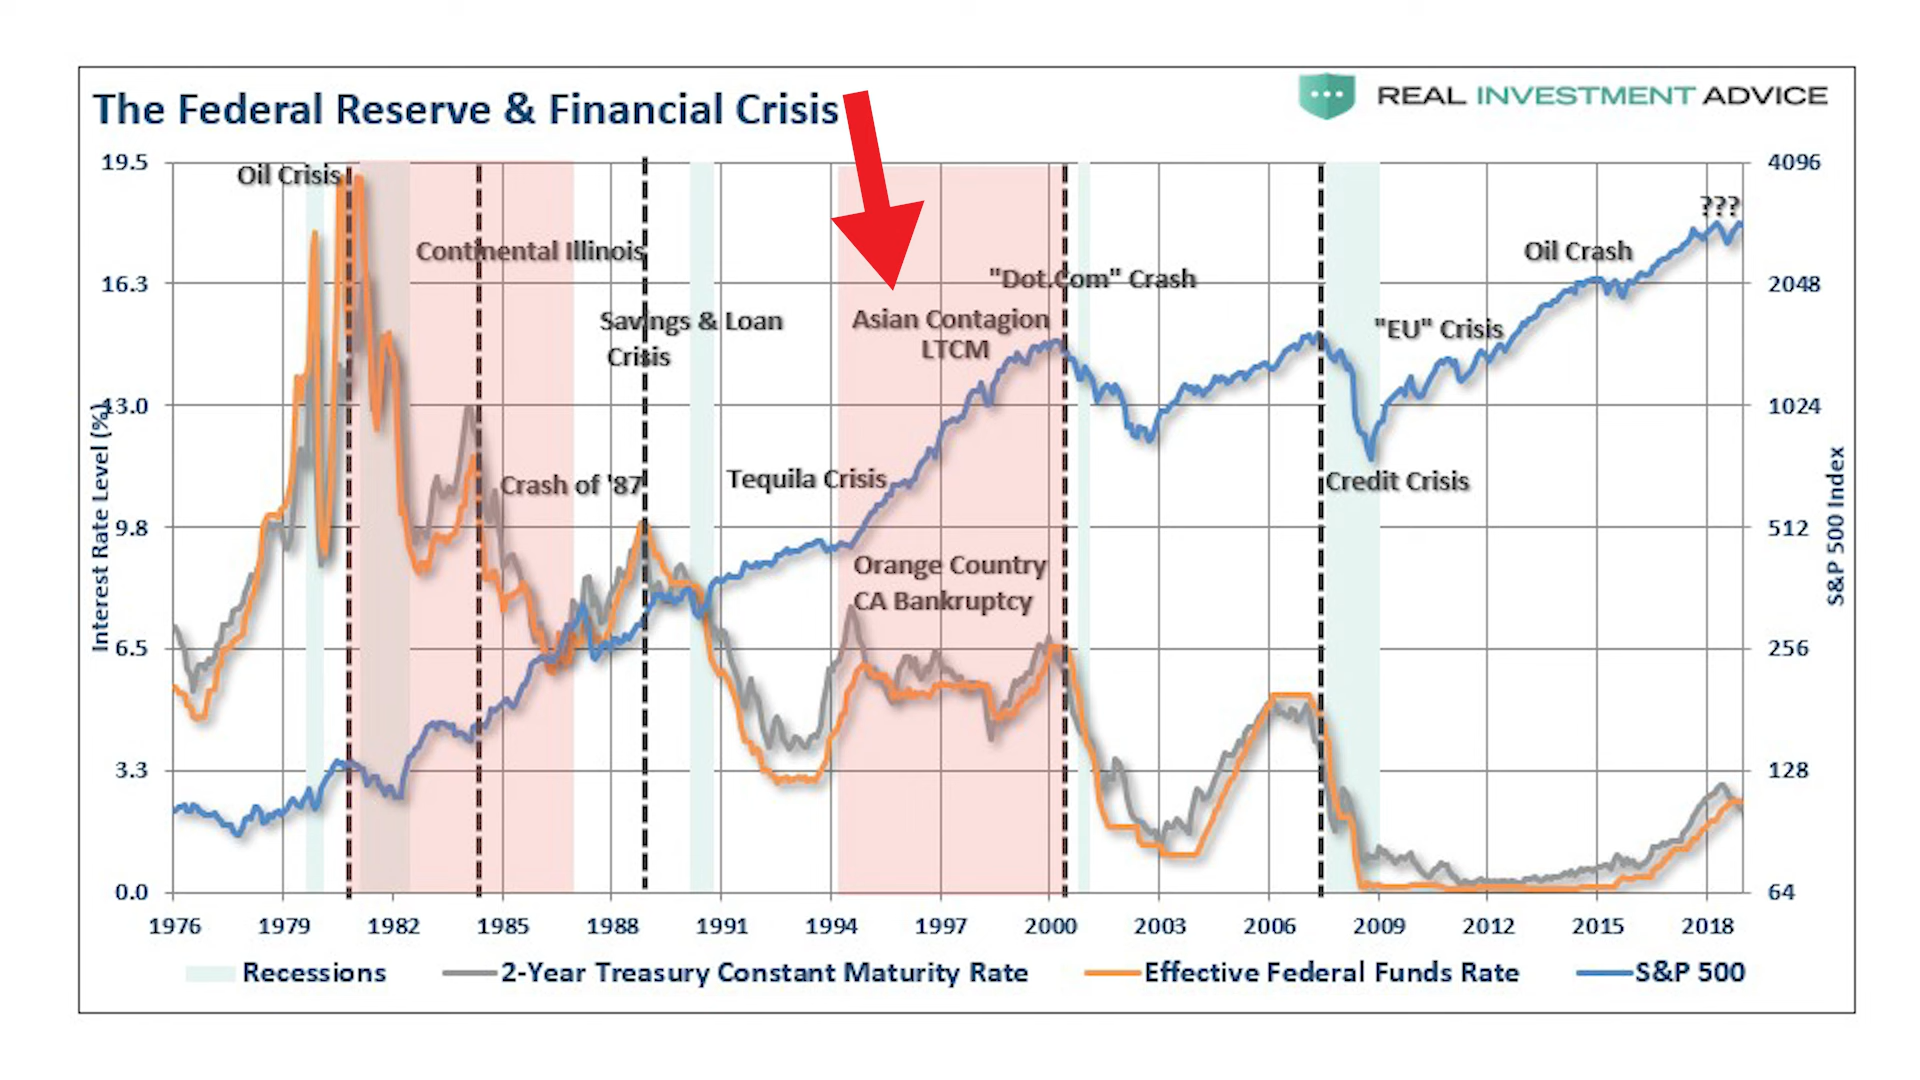 The Federal Reserve & Financial Crisis
REAL INVESTMENT ADVICE
19.5
16.3
13.0
9.8
6.5
3.3
0.0
Interest Rate Level (%)
4096
2048
1024
512
256
128
64
S&P 500 Index
Oil Crisis
Continental Illinois
Savings & Loan
Crisis
Crash of '87
Tequila Crisis
Asian Contagion
LTCM
Orange Country
CA Bankruptcy
"Dot.Com" Crash
"EU" Crisis
Credit Crisis
Oil Crash
???
1976 1979 1982 1985 1988 1991 1994 1997 2000 2003 2006 2009 2012 2015 2018
Recessions 2-Year Treasury Constant Maturity Rate Effective Federal Funds Rate S&P 500